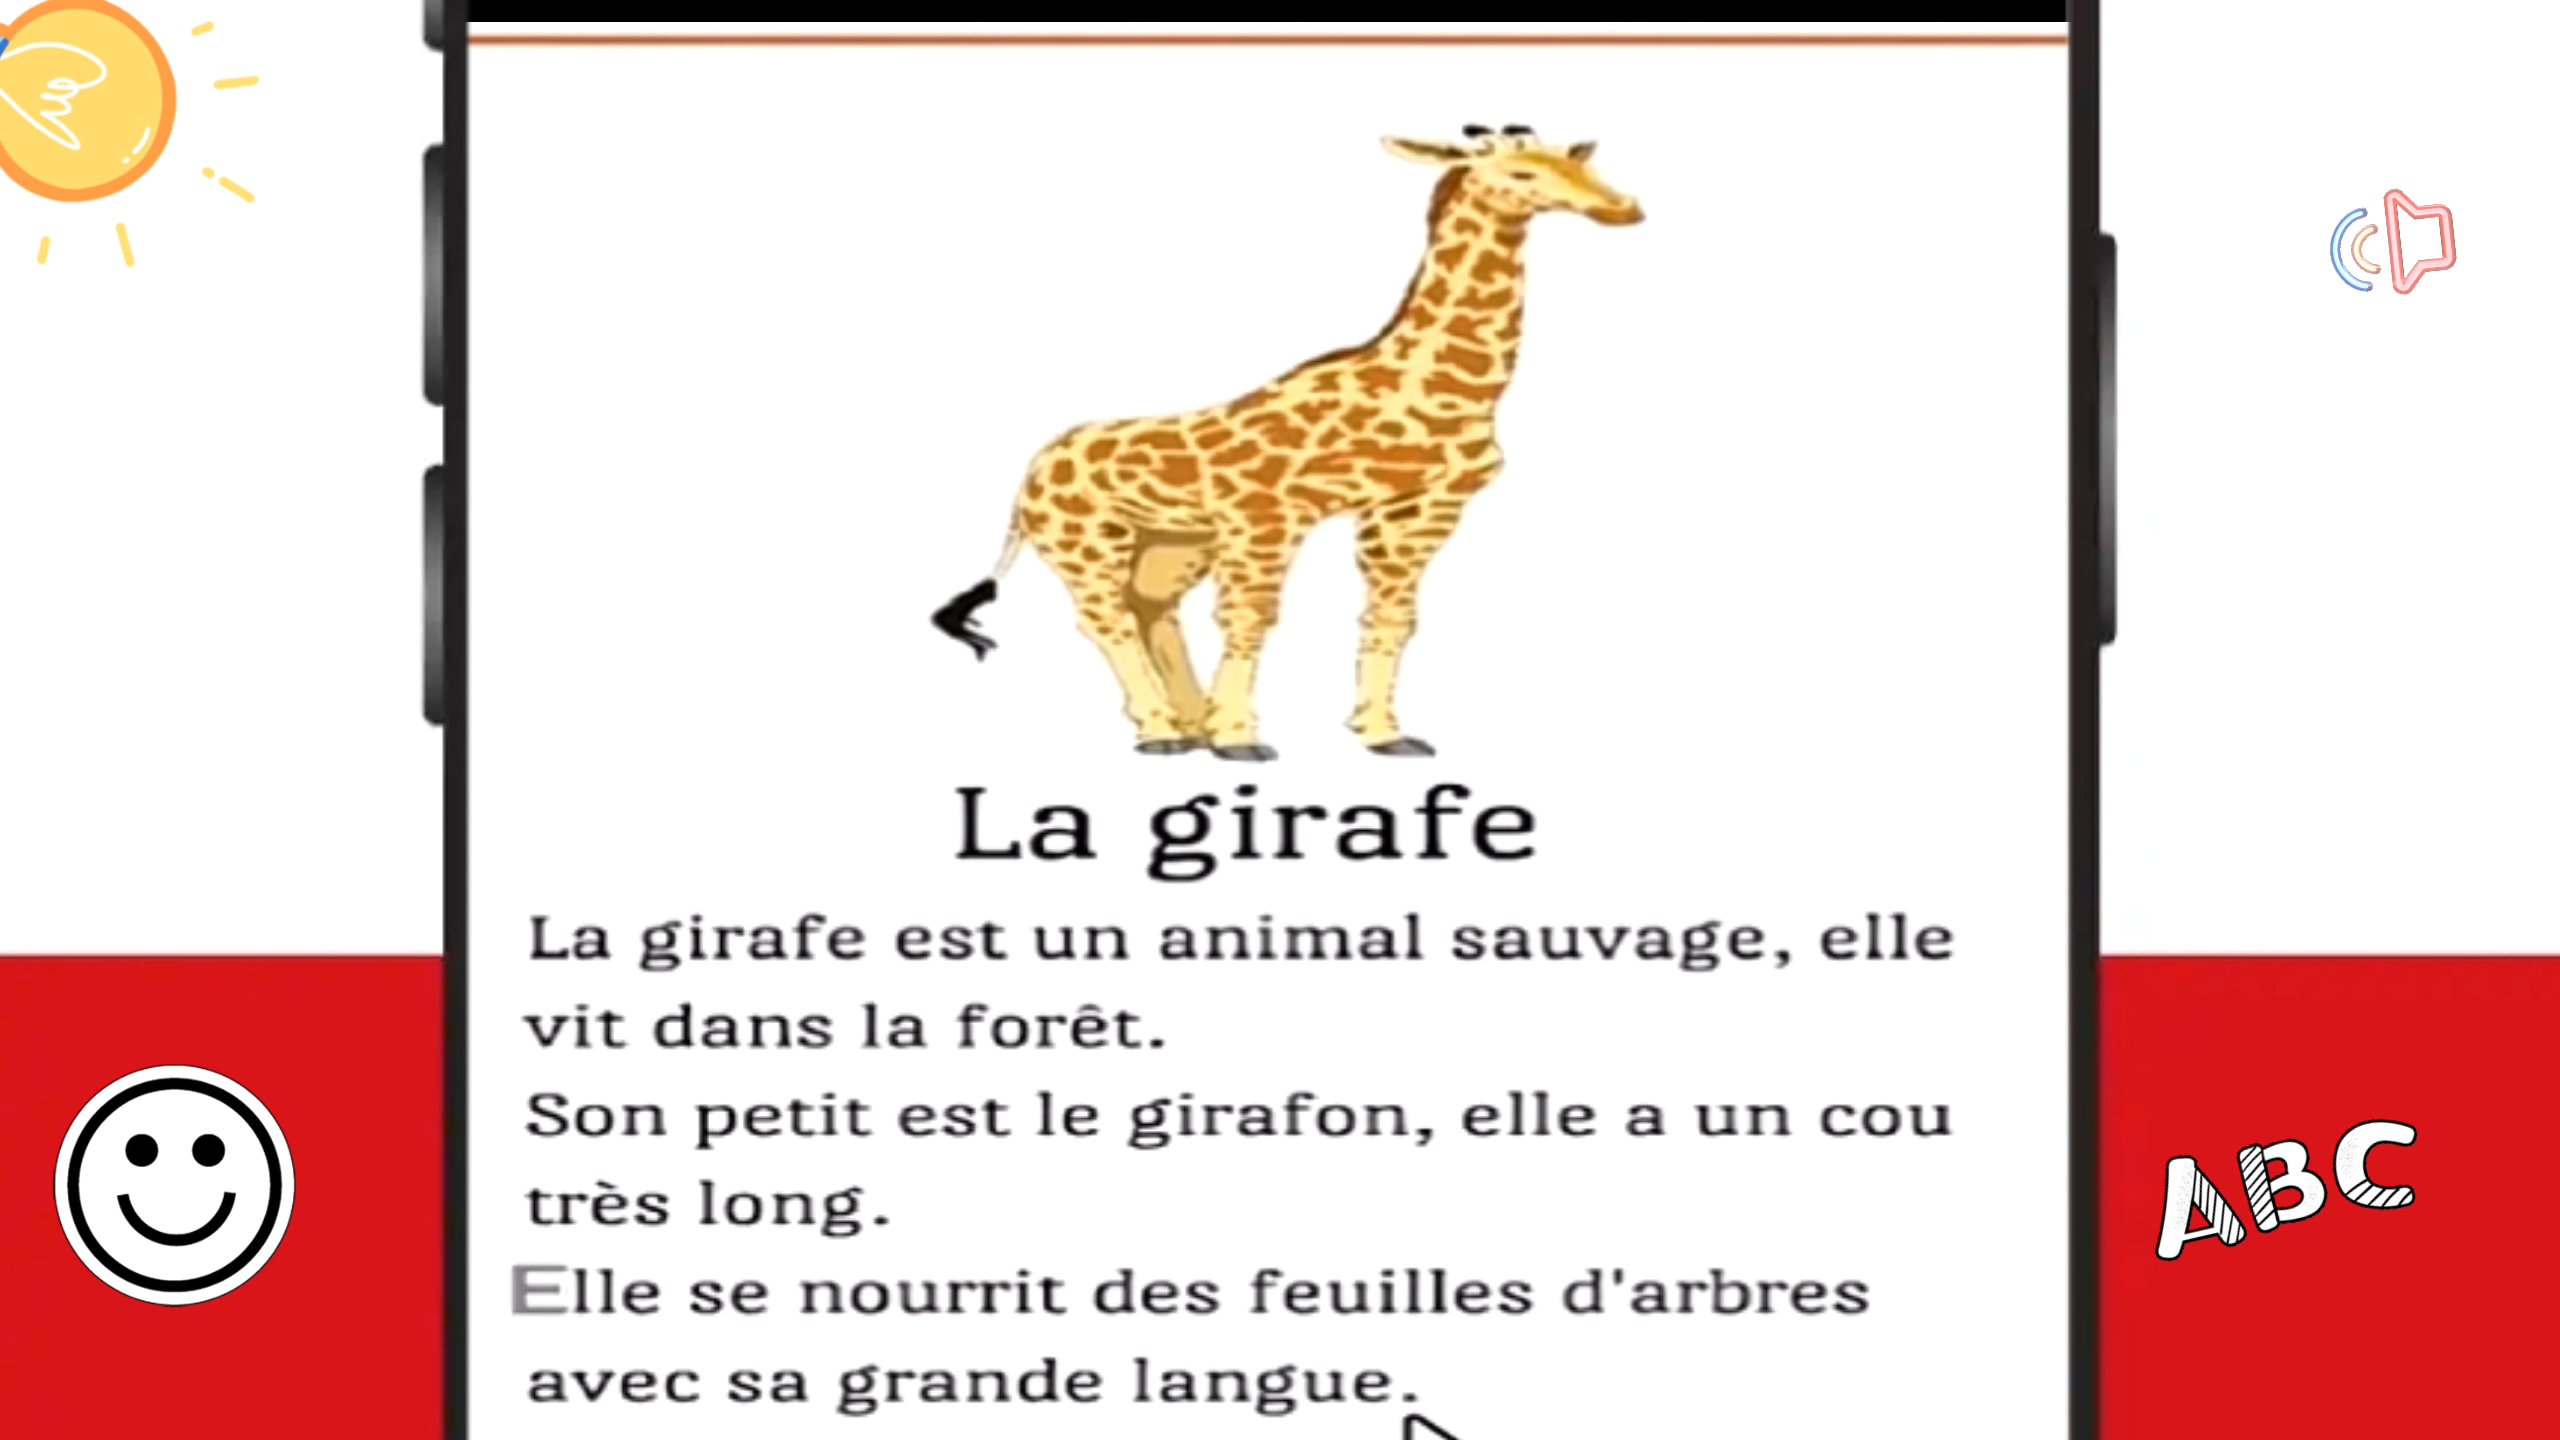 La girafe
La girafe est un animal sauvage, elle
vit dans la forêt.
Son petit est le girafon, elle a un cou
très long.
Elle se nourrit des feuilles d'arbres
avec sa grande langue.
ABC